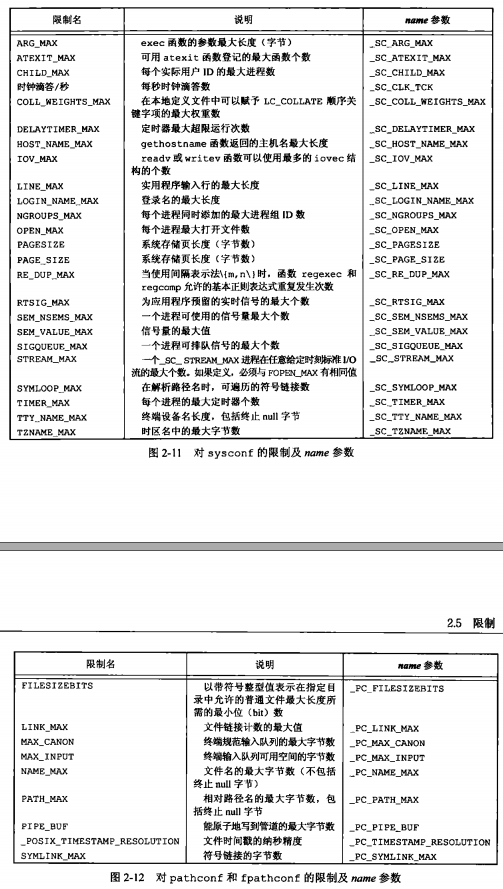 限制名 说明 name 参数
ARG_MAX exec 函数的参数最大长度（字节） _SC_ARG_MAX
ATEXIT_MAX 可用 atexit 函数登记的最大函数个数 _SC_ATEXIT_MAX
CHILD_MAX 每个实际用户 ID 的最大进程数 _SC_CHILD_MAX
时钟滴答/秒 每秒时钟滴答数 _SC_CLK_TCK
COLL_WEIGHTS_MAX 在本地定义文件中可以赋予 LC_COLLATE 顺序关 _SC_COLL_WEIGHTS_MAX
键字项的最大权重数
DELAYTIMER_MAX 定时器最大超限运行次数 _SC_DELAYTIMER_MAX
HOST_NAME_MAX gethostname 函数返回的主机名最大长度 _SC_HOST_NAME_MAX
IOV_MAX readv 或 writev 函数可以使用最多的 iovec 结 _SC_IOV_MAX
构的个数
LINE_MAX 实用程序输入行的最大长度 _SC_LINE_MAX
LOGIN_NAME_MAX 登录名的最大长度 _SC_LOGIN_NAME_MAX
NGROUPS_MAX 每个进程同时添加的最大进程组 ID 数 _SC_NGROUPS_MAX
OPEN_MAX 每个进程最大打开文件数 _SC_OPEN_MAX
PAGESIZE 系统存储页长度（字节数） _SC_PAGESIZE
PAGE_SIZE 系统存储页长度（字节数） _SC_PAGE_SIZE
RE_DUP_MAX 当使用间隔表示法\{m,n\}时，函数 regexec 和 _SC_RE_DUP_MAX
regcomp 允许的基本正则表达式重复发生次数
RTSIG_MAX 为应用程序预留的实时信号的最大个数 _SC_RTSIG_MAX
SEM_NSEMS_MAX 一个进程可使用的信号量最大个数 _SC_SEM_NSEMS_MAX
SEM_VALUE_MAX 信号量的最大值 _SC_SEM_VALUE_MAX
SIGQUEUE_MAX 一个进程可排队信号的最大个数 _SC_SIGQUEUE_MAX
STREAM_MAX 一个_SC_ STREAM_MAX 进程在任意给定时刻标准 I/O _SC_STREAM_MAX
流的最大个数。如果定义，必须与 FOPEN_MAX 有相同值
SYMLOOP_MAX 在解析路径名时，可遍历的符号链接数 _SC_SYMLOOP_MAX
TIMER_MAX 每个进程的最大定时器个数 _SC_TIMER_MAX
TTY_NAME_MAX 终端设备名长度，包括终止 null 字节 _SC_TTY_NAME_MAX
TZNAME_MAX 时区名中的最大字节数 _SC_TZNAME_MAX
图 2-11 对 sysconf 的限制及 name 参数
2.5 限制
限制名 说明 name 参数
FILESIZEBITS 以带符号整型值表示在指定目 _PC_FILESIZEBITS
录中允许的普通文件最大长度所
需的最小位（bit）数
LINK_MAX 文件链接计数的最大值 _PC_LINK_MAX
MAX_CANON 终端规范输入队列的最大字节数 _PC_MAX_CANON
MAX_INPUT 终端输入队列可用空间的字节数 _PC_MAX_INPUT
NAME_MAX 文件名的最大字节数（不包括 _PC_NAME_MAX
终止 null 字节）
PATH_MAX 相对路径名的最大字节数，包 _PC_PATH_MAX
括终止 null 字节
PIPE_BUF 能原子地写到管道的最大字节数 _PC_PIPE_BUF
_POSIX_TIMESTAMP_RESOLUTION 文件时间戳的纳秒精度 _PC_TIMESTAMP_RESOLUTION
SYMLINK_MAX 符号链接的字节数 _PC_SYMLINK_MAX
图 2-12 对 pathconf 和 fpathconf 的限制及 name 参数